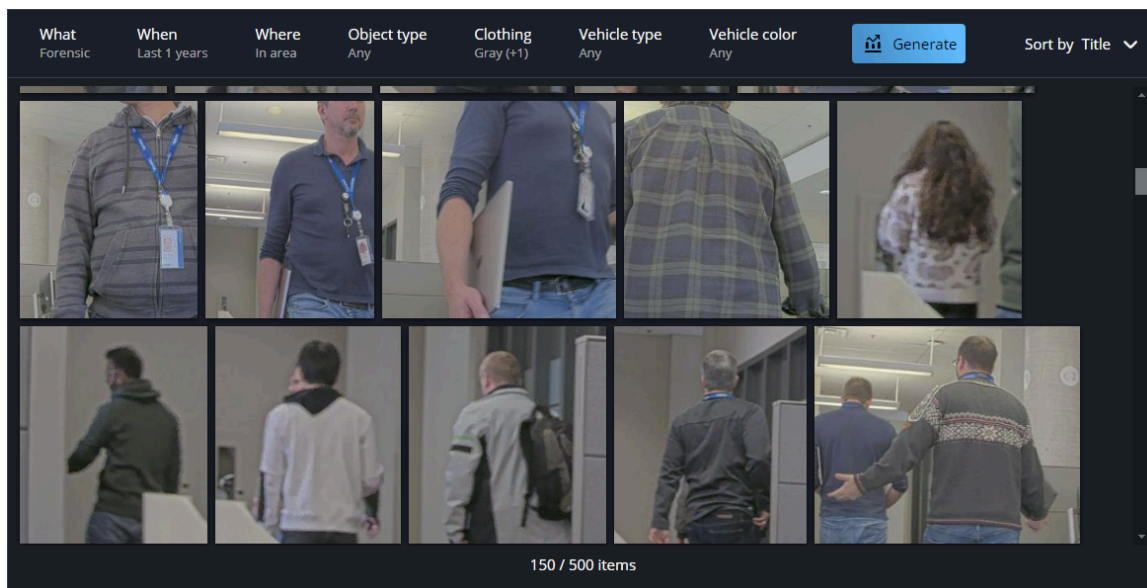 What
Forensic
When
Last 1 years
Where
In area
Object type
Any
Clothing
Gray (+1)
Vehicle type
Any
Vehicle color
Any
Generate
Sort by Title
150 / 500 items